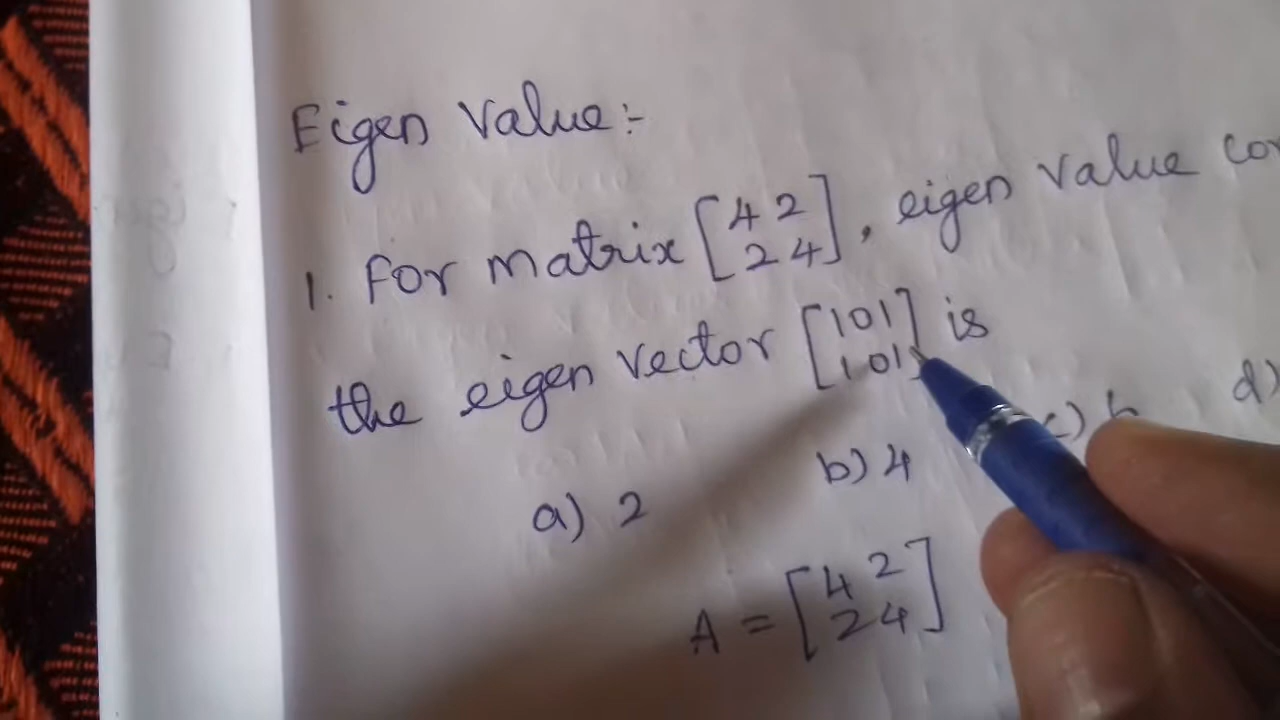 Eigen Value:-
1. For matrix [4 2
2 4], eigen value
the eigen vector [101
101] is
a) 2 b) 4 c) d)
A = [4 2
2 4]